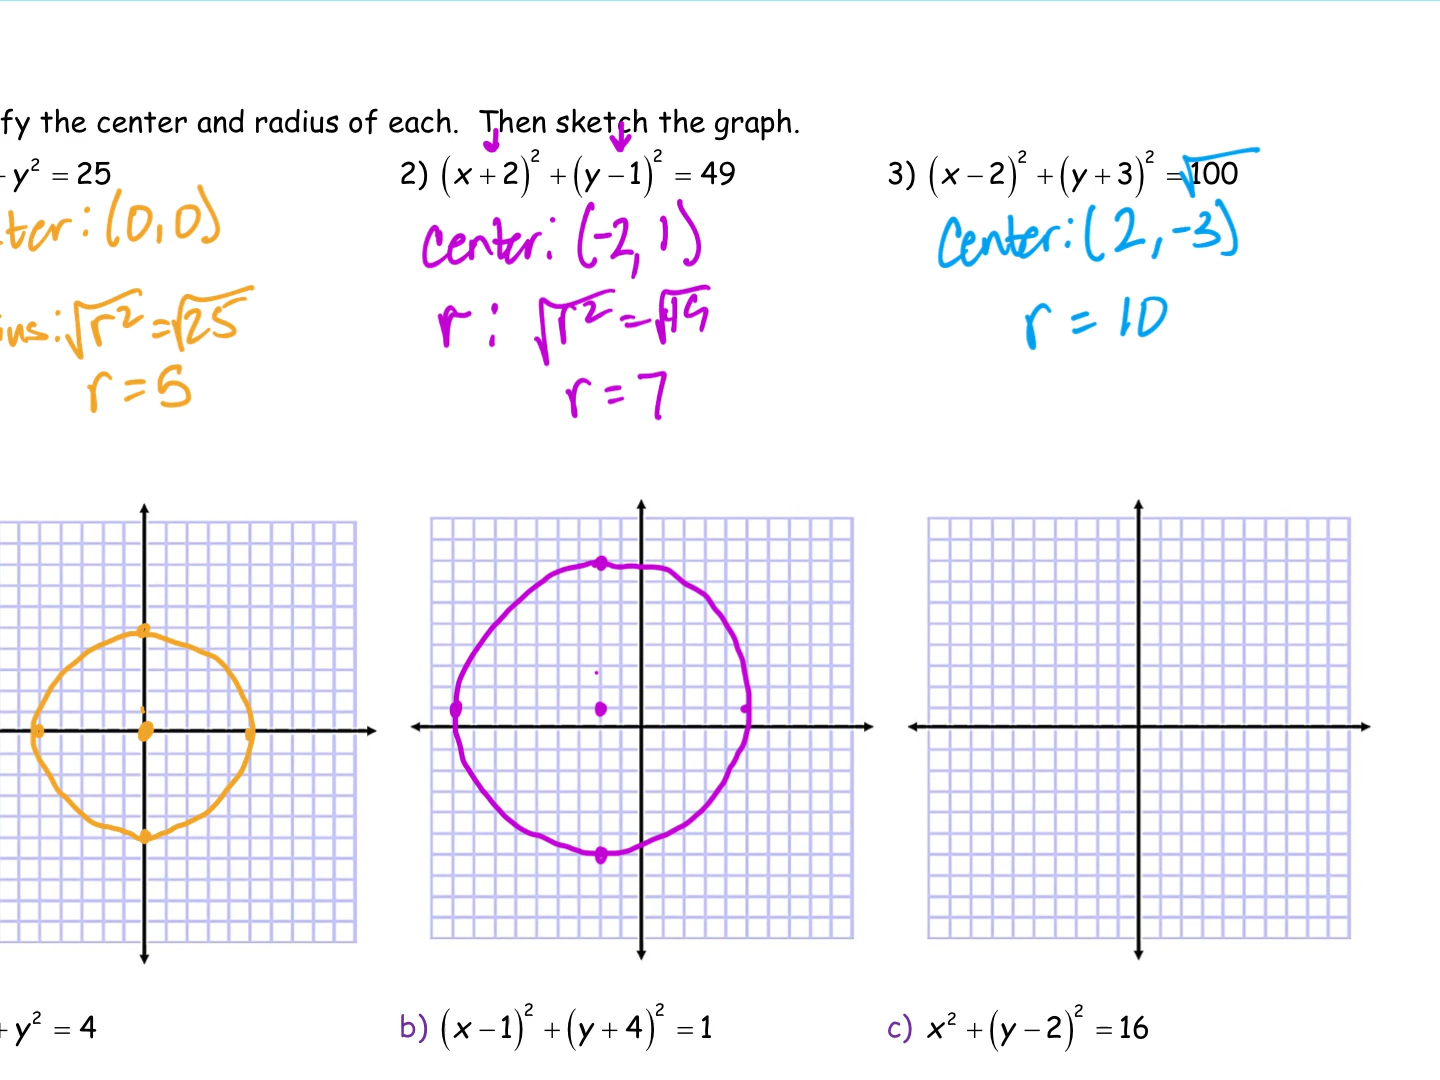 fy the center and radius of each. Then sketch the graph.
y² = 25
2) (x + 2)² + (y − 1)² = 49
3) (x − 2)² + (y + 3)² = √100
ter: (0,0)
center: (-2, 1)
center: (2, -3)
ius: √r² = √25
r: √r² = √49
r = 10
r = 5
r = 7
+ y² = 4
b) (x − 1)² + (y + 4)² = 1
c) x² + (y − 2)² = 16